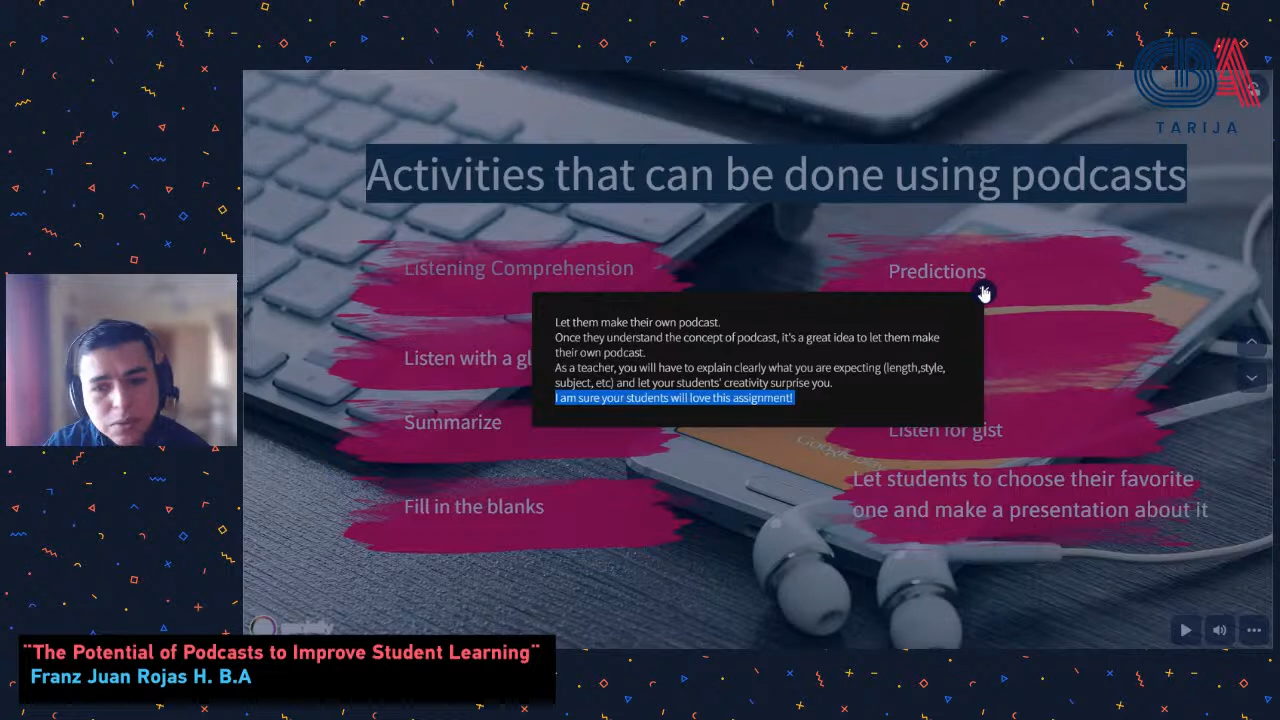 CBA
TARIJA
Activities that can be done using podcasts
Listening Comprehension
Predictions
Let them make their own podcast.
Once they understand the concept of podcast, it's a great idea to let them make
their own podcast.
As a teacher, you will have to explain clearly what you are expecting (length,style,
subject, etc) and let your students' creativity surprise you.
I am sure your students will love this assignment!
Listen with a gl
Summarize
Listen for gist
Fill in the blanks
Let students to choose their favorite
one and make a presentation about it
"The Potential of Podcasts to Improve Student Learning"
Franz Juan Rojas H. B.A